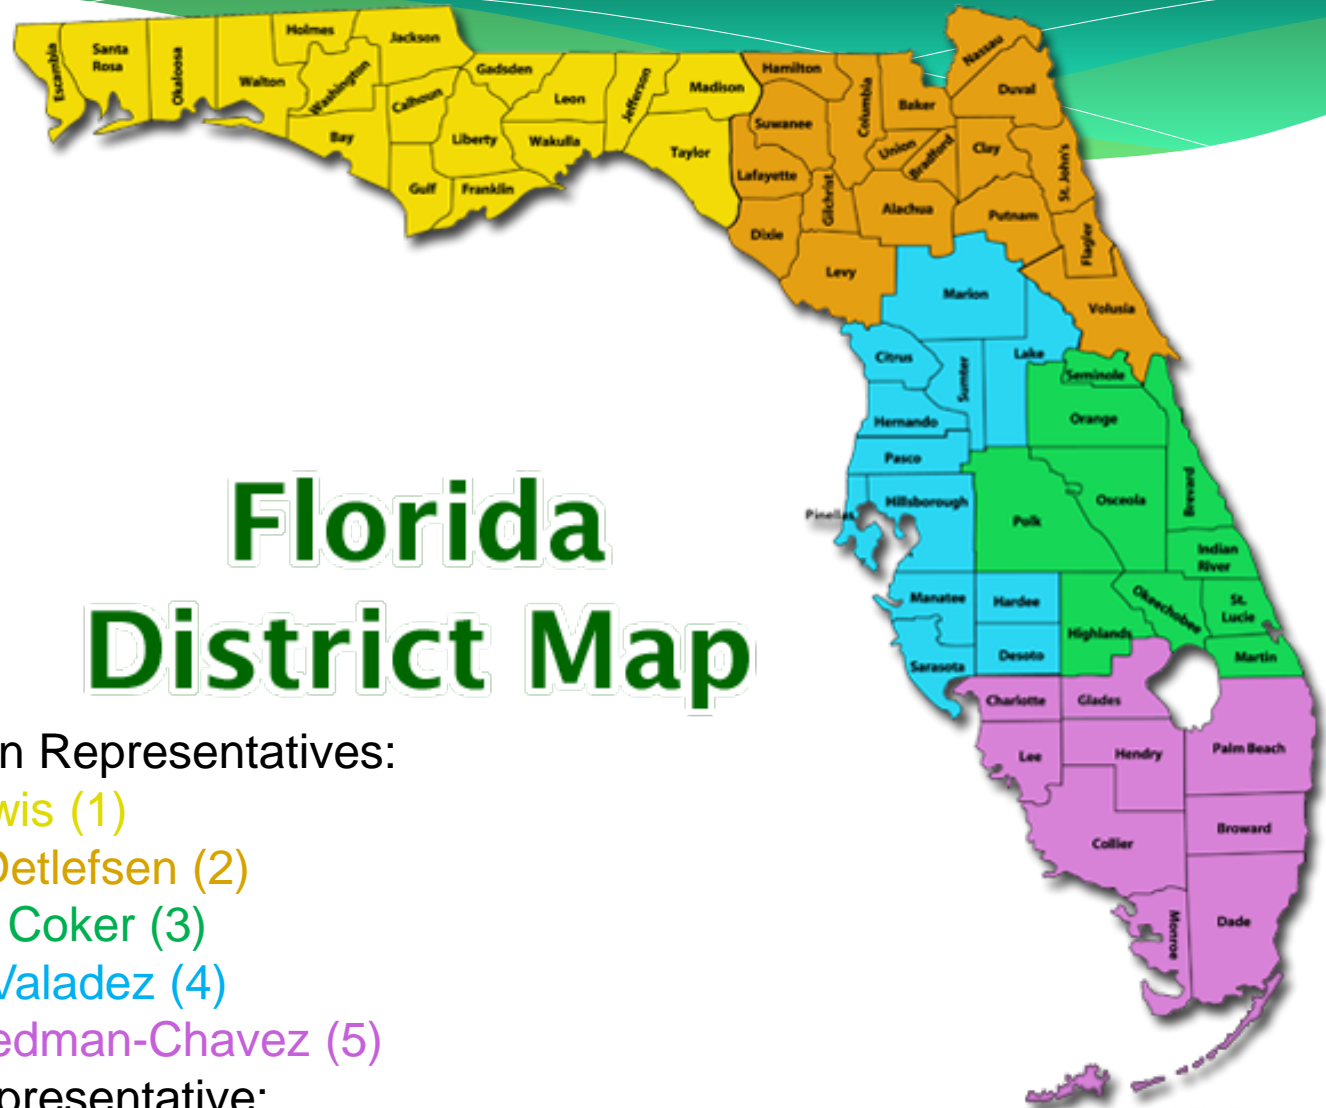 Holmes
Jackson
Escambia
Santa
Rosa
Okaloosa
Walton
Washington
Calhoun
Gadsden
Leon
Jefferson
Madison
Bay
Liberty
Wakulla
Taylor
Gulf
Franklin
Hamilton
Columbia
Baker
Nassau
Duval
Suwanee
Union
Bradford
Clay
St. John's
Lafayette
Gilchrist
Alachua
Putnam
Flagler
Dixie
Levy
Marion
Volusia
Citrus
Sumter
Lake
Seminole
Hernando
Orange
Pasco
Pinellas
Hillsborough
Polk
Osceola
Brevard
Indian
River
Manatee
Hardee
Okeechobee
St.
Lucie
Highlands
Sarasota
Desoto
Martin
Charlotte
Glades
Lee
Hendry
Palm Beach
Collier
Broward
Monroe
Dade
Florida
District Map
n Representatives:
wis (1)
Detlefsen (2)
Coker (3)
Valadez (4)
edman-Chavez (5)
presentative: